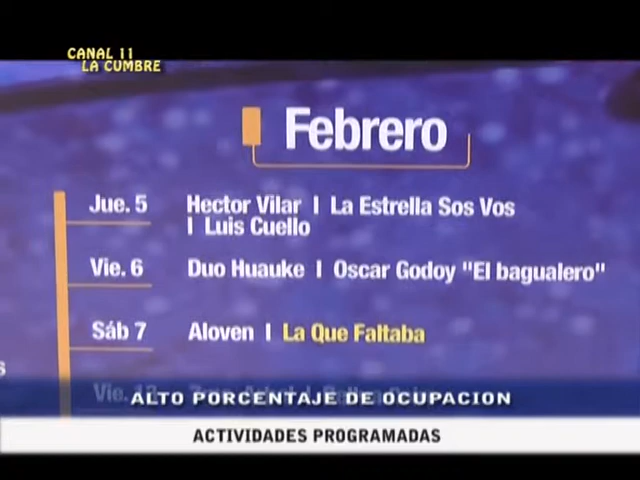 CANAL 11
LA CUMBRE
Febrero
Jue. 5 Hector Vilar | La Estrella Sos Vos
| Luis Cuello
Vie. 6 Duo Huauke | Oscar Godoy "El bagualero"
Sáb 7 Aloven | La Que Faltaba
Vie.
ALTO PORCENTAJE DE OCUPACION
ACTIVIDADES PROGRAMADAS